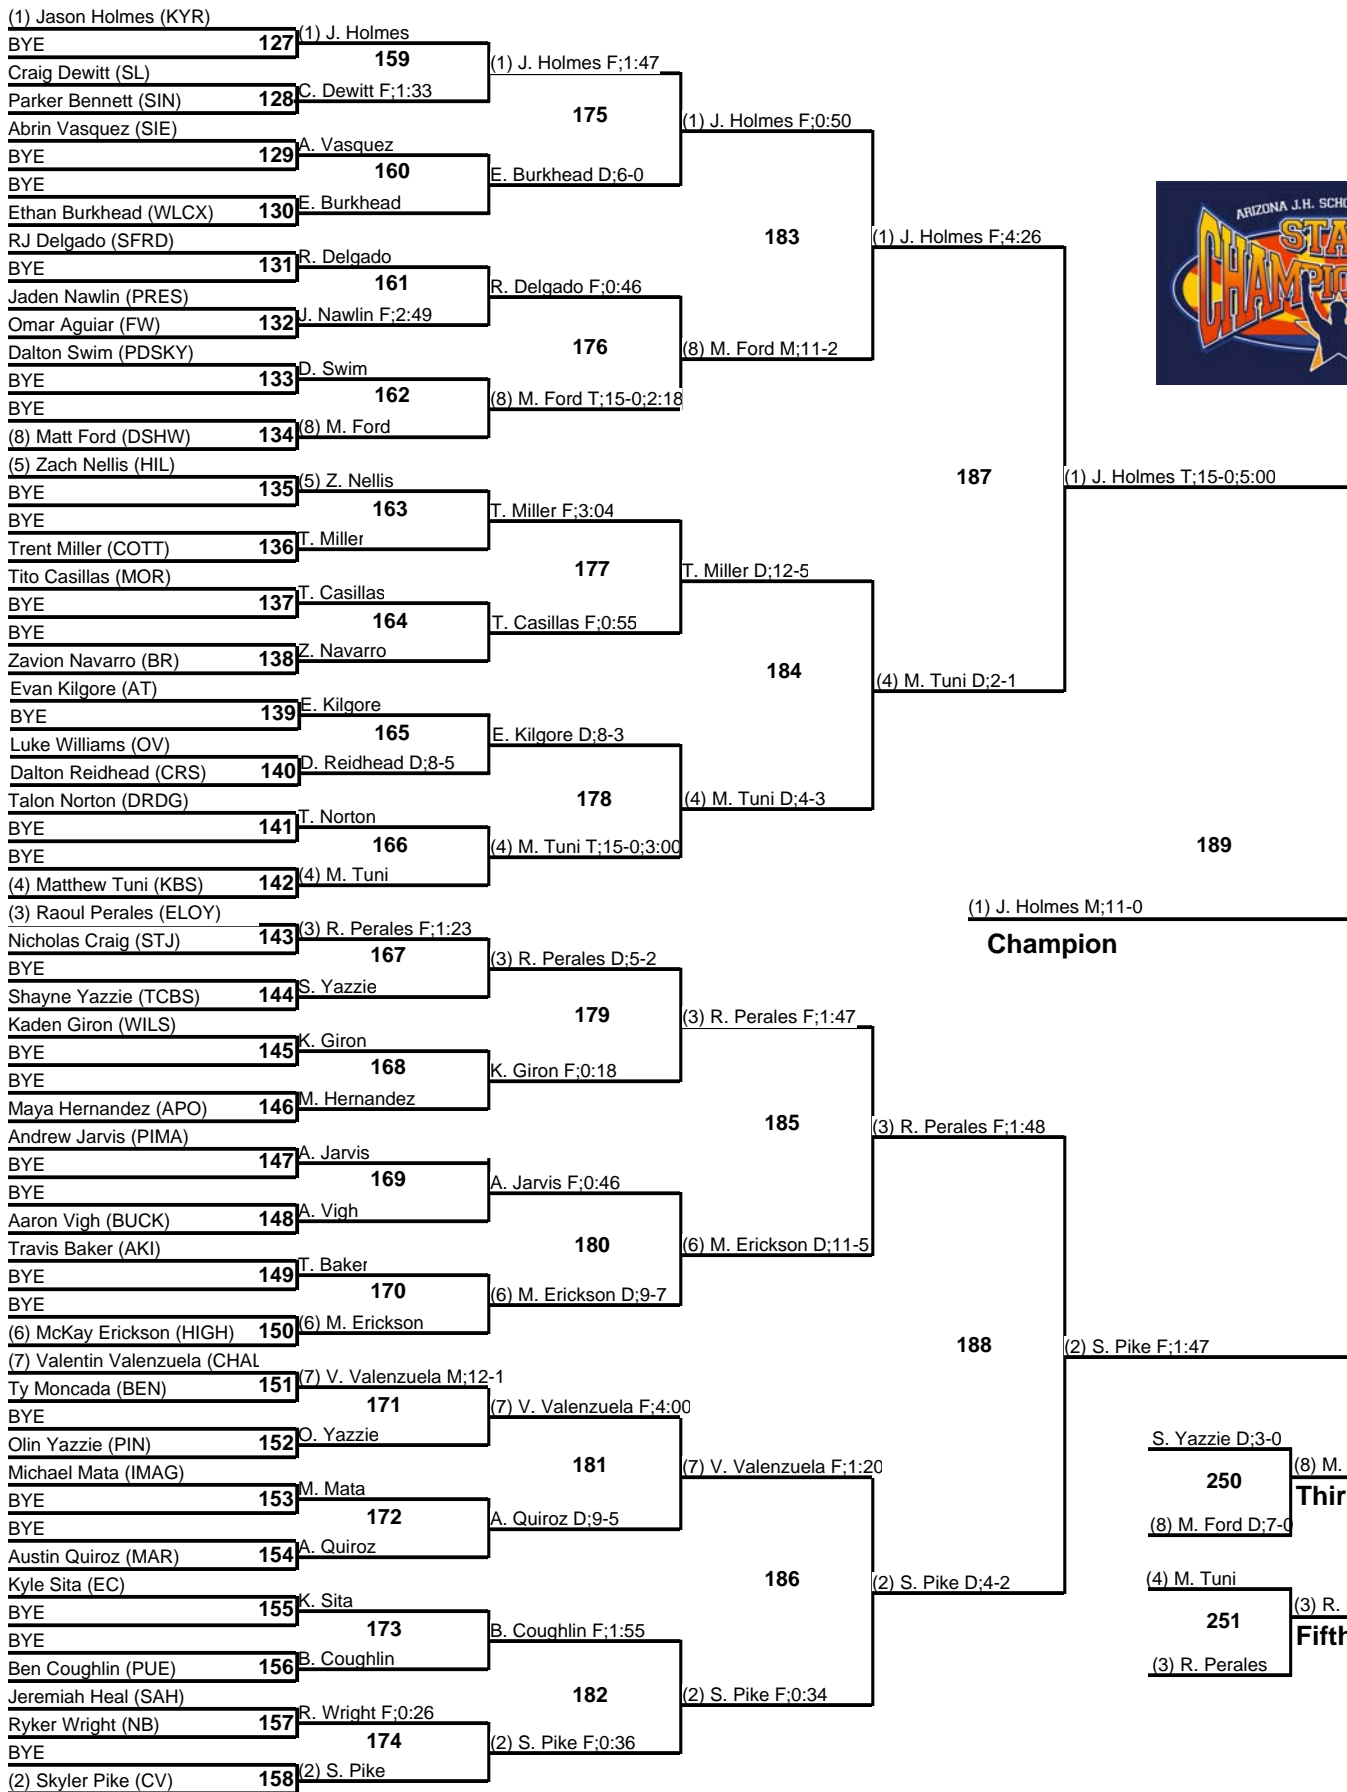 (1) Jason Holmes (KYR)
BYE
127
Craig Dewitt (SL)
Parker Bennett (SIN)
128
Abrin Vasquez (SIE)
BYE
129
BYE
Ethan Burkhead (WLCX)
130
RJ Delgado (SFRD)
BYE
131
Jaden Nawlin (PRES)
Omar Aguiar (FW)
132
Dalton Swim (PDSKY)
BYE
133
BYE
(8) Matt Ford (DSHW)
134
(5) Zach Nellis (HIL)
BYE
135
BYE
Trent Miller (COTT)
136
Tito Casillas (MOR)
BYE
137
BYE
Zavion Navarro (BR)
138
Evan Kilgore (AT)
BYE
139
Luke Williams (OV)
Dalton Reidhead (CRS)
140
Talon Norton (DRDG)
BYE
141
BYE
(4) Matthew Tuni (KBS)
142
(3) Raoul Perales (ELOY)
Nicholas Craig (STJ)
143
BYE
Shayne Yazzie (TCBS)
144
Kaden Giron (WILS)
BYE
145
BYE
Maya Hernandez (APO)
146
Andrew Jarvis (PIMA)
BYE
147
BYE
Aaron Vigh (BUCK)
148
Travis Baker (AKI)
BYE
149
BYE
(6) McKay Erickson (HIGH)
150
(7) Valentin Valenzuela (CHAL
Ty Moncada (BEN)
151
BYE
Olin Yazzie (PIN)
152
Michael Mata (IMAG)
BYE
153
BYE
Austin Quiroz (MAR)
154
Kyle Sita (EC)
BYE
155
BYE
Ben Coughlin (PUE)
156
Jeremiah Heal (SAH)
Ryker Wright (NB)
157
BYE
(2) Skyler Pike (CV)
158
(1) J. Holmes
159
C. Dewitt F;1:33
A. Vasquez
160
E. Burkhead
R. Delgado
161
J. Nawlin F;2:49
D. Swim
162
(8) M. Ford
(5) Z. Nellis
163
T. Miller
T. Casillas
164
Z. Navarro
E. Kilgore
165
D. Reidhead D;8-5
T. Norton
166
(4) M. Tuni
(3) R. Perales F;1:23
167
S. Yazzie
K. Giron
168
M. Hernandez
A. Jarvis
169
A. Vigh
T. Baker
170
(6) M. Erickson
(7) V. Valenzuela M;12-1
171
O. Yazzie
M. Mata
172
A. Quiroz
K. Sita
173
B. Coughlin
R. Wright F;0:26
174
(2) S. Pike
(1) J. Holmes F;1:47
175
E. Burkhead D;6-0
R. Delgado F;0:46
176
(8) M. Ford T;15-0;2:18
T. Miller F;3:04
177
T. Casillas F;0:55
E. Kilgore D;8-3
178
(4) M. Tuni T;15-0;3:00
(3) R. Perales D;5-2
179
K. Giron F;0:18
A. Jarvis F;0:46
180
(6) M. Erickson D;9-7
(7) V. Valenzuela F;4:00
181
A. Quiroz D;9-5
B. Coughlin F;1:55
182
(2) S. Pike F;0:36
(1) J. Holmes F;0:50
183
(8) M. Ford M;11-2
T. Miller D;12-5
184
(4) M. Tuni D;4-3
(3) R. Perales F;1:47
185
(6) M. Erickson D;11-5
(7) V. Valenzuela F;1:20
186
(2) S. Pike F;0:34
(1) J. Holmes F;4:26
187
(4) M. Tuni D;2-1
(3) R. Perales F;1:48
188
(2) S. Pike D;4-2
ARIZONA J.H. SCHO
STA
CHAMPIO
(1) J. Holmes T;15-0;5:00
189
(1) J. Holmes M;11-0
Champion
(2) S. Pike F;1:47
S. Yazzie D;3-0
250
(8) M. Ford D;7-0
(8) M.
Thir
(4) M. Tuni
251
(3) R. Perales
(3) R.
Fifth